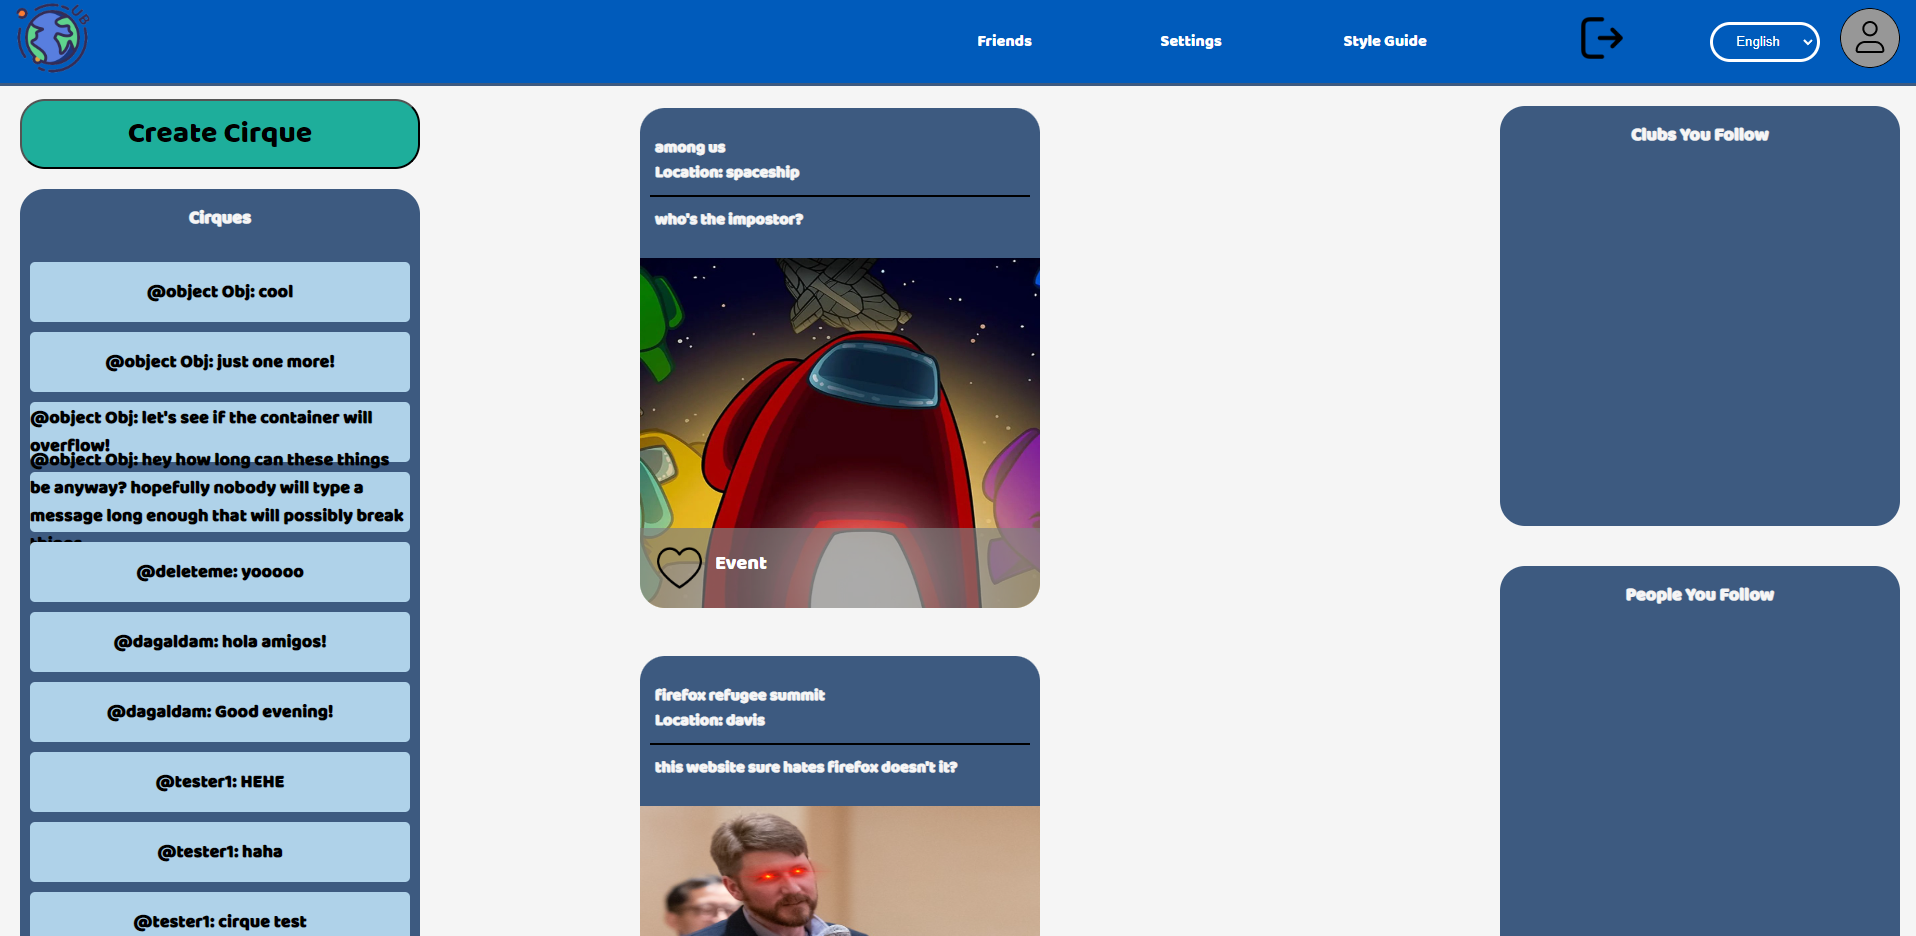 UB
Friends
Settings
Style Guide
English
Create Cirque
Cirques
@object Obj: cool
@object Obj: just one more!
@object Obj: let's see if the container will
overflow!
@object Obj: hey how long can these things
be anyway? hopefully nobody will type a
message long enough that will possibly break
things
@deleteme: yooooo
@dagaldam: hola amigos!
@dagaldam: Good evening!
@tester1: HEHE
@tester1: haha
@tester1: cirque test
among us
Location: spaceship
who's the impostor?
Event
firefox refugee summit
Location: davis
this website sure hates firefox doesn't it?
Clubs You Follow
People You Follow